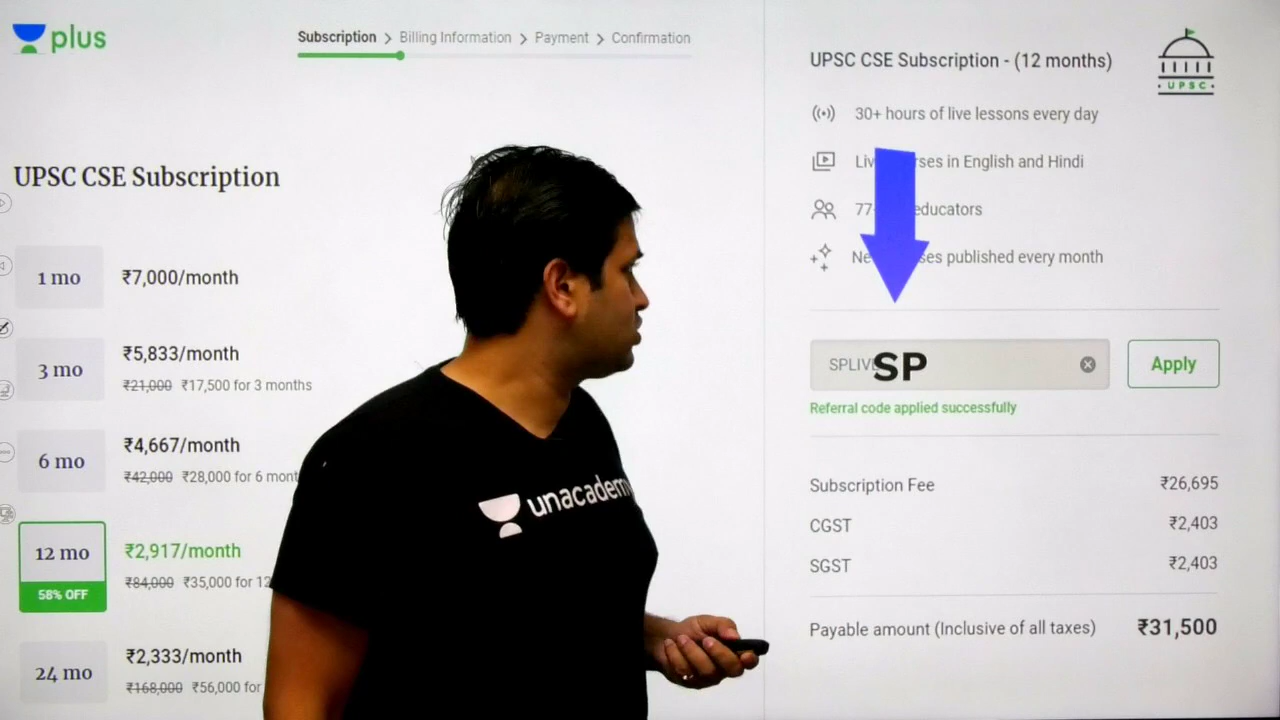 plus
Subscription > Billing Information > Payment > Confirmation
UPSC CSE Subscription
1 mo ₹7,000/month
3 mo ₹5,833/month
₹21,000 ₹17,500 for 3 months
6 mo ₹4,667/month
₹42,000 ₹28,000 for 6 mont
12 mo ₹2,917/month
58% OFF ₹84,000 ₹35,000 for 12
24 mo ₹2,333/month
₹168,000 ₹56,000 for
unacademy
UPSC CSE Subscription - (12 months)
UPSC
30+ hours of live lessons every day
Liv ses in English and Hindi
77 educators
Ne es published every month
SPLIV SP Apply
Referral code applied successfully
Subscription Fee ₹26,695
CGST ₹2,403
SGST ₹2,403
Payable amount (Inclusive of all taxes) ₹31,500